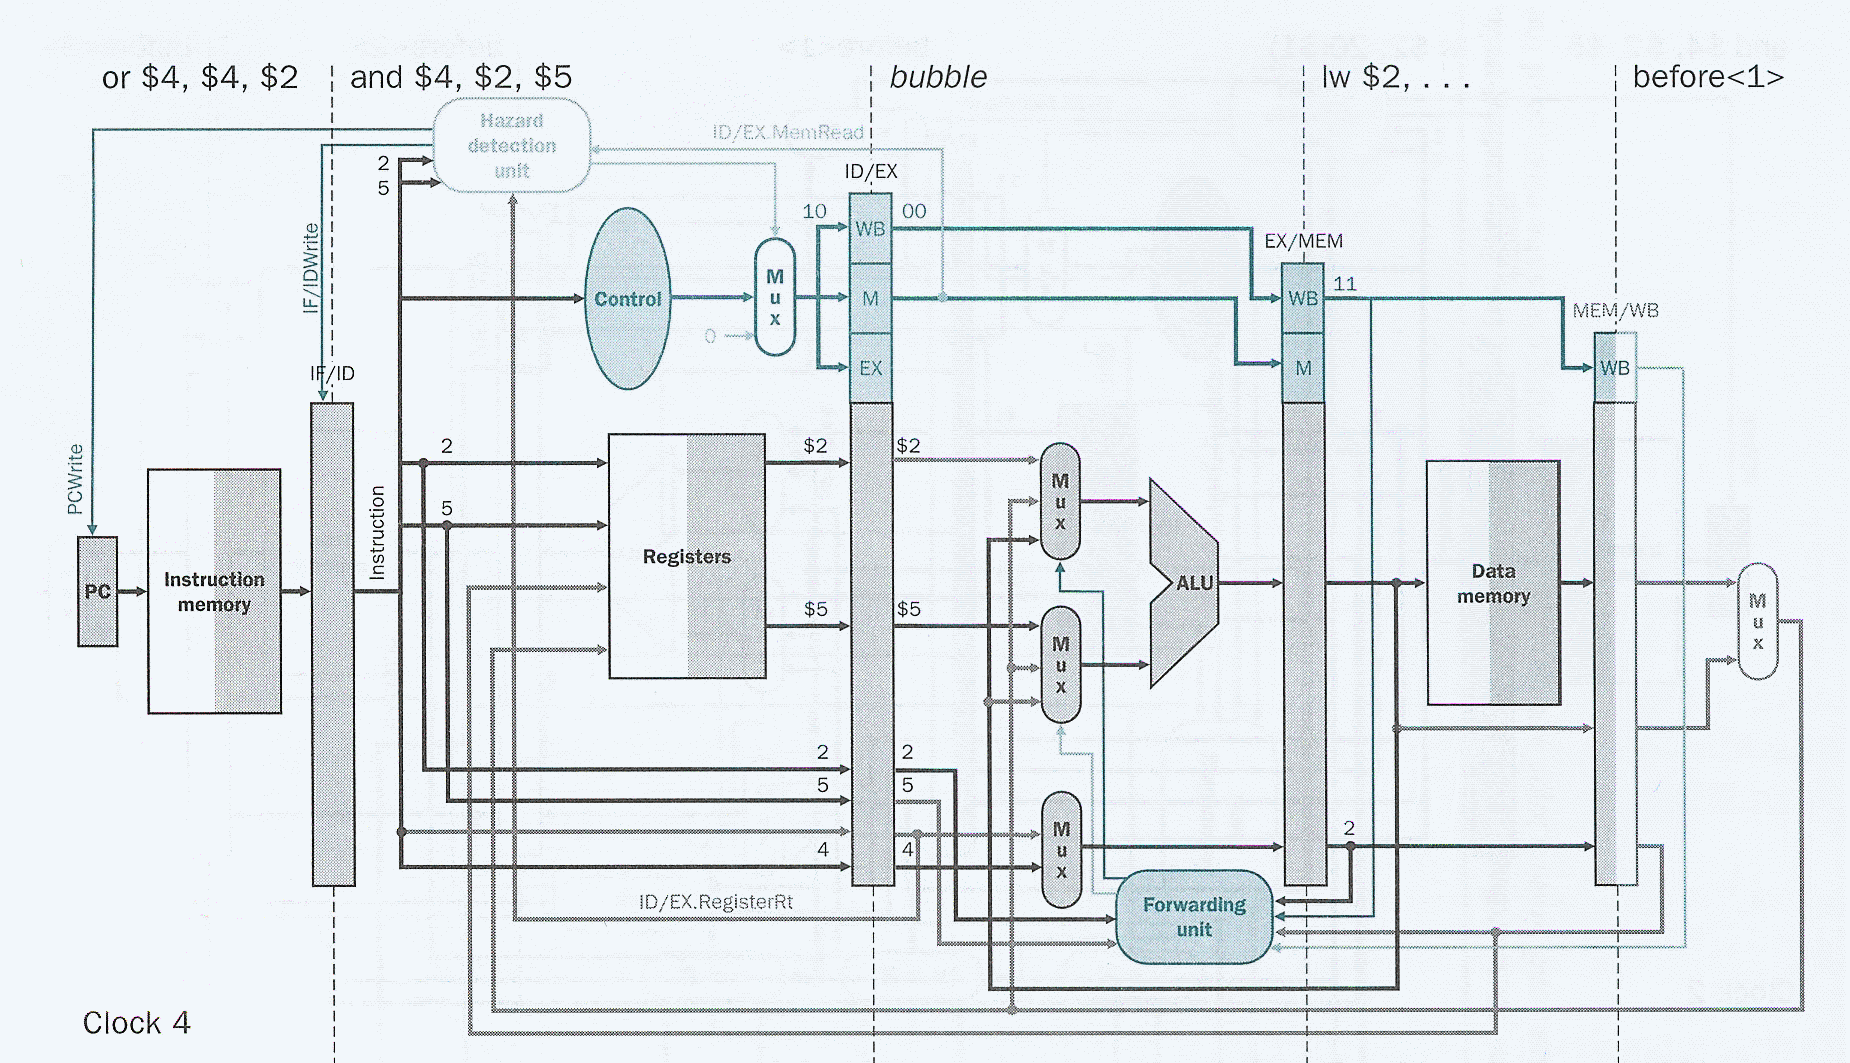 or $4, $4, $2
and $4, $2, $5
bubble
lw $2, . . .
before<1>
Hazard
detection
unit
ID/EX.MemRead
2
5
ID/EX
10
WB
00
IF/IDWrite
EX/MEM
Control
M
u
x
M
WB
11
MEM/WB
0
EX
M
WB
IF/ID
PCWrite
2
$2
$2
M
u
x
Instruction
5
Registers
PC
Instruction
memory
ALU
Data
memory
M
u
x
$5
$5
M
u
x
2
2
5
5
4
4
M
u
x
2
ID/EX.RegisterRt
Forwarding
unit
Clock 4